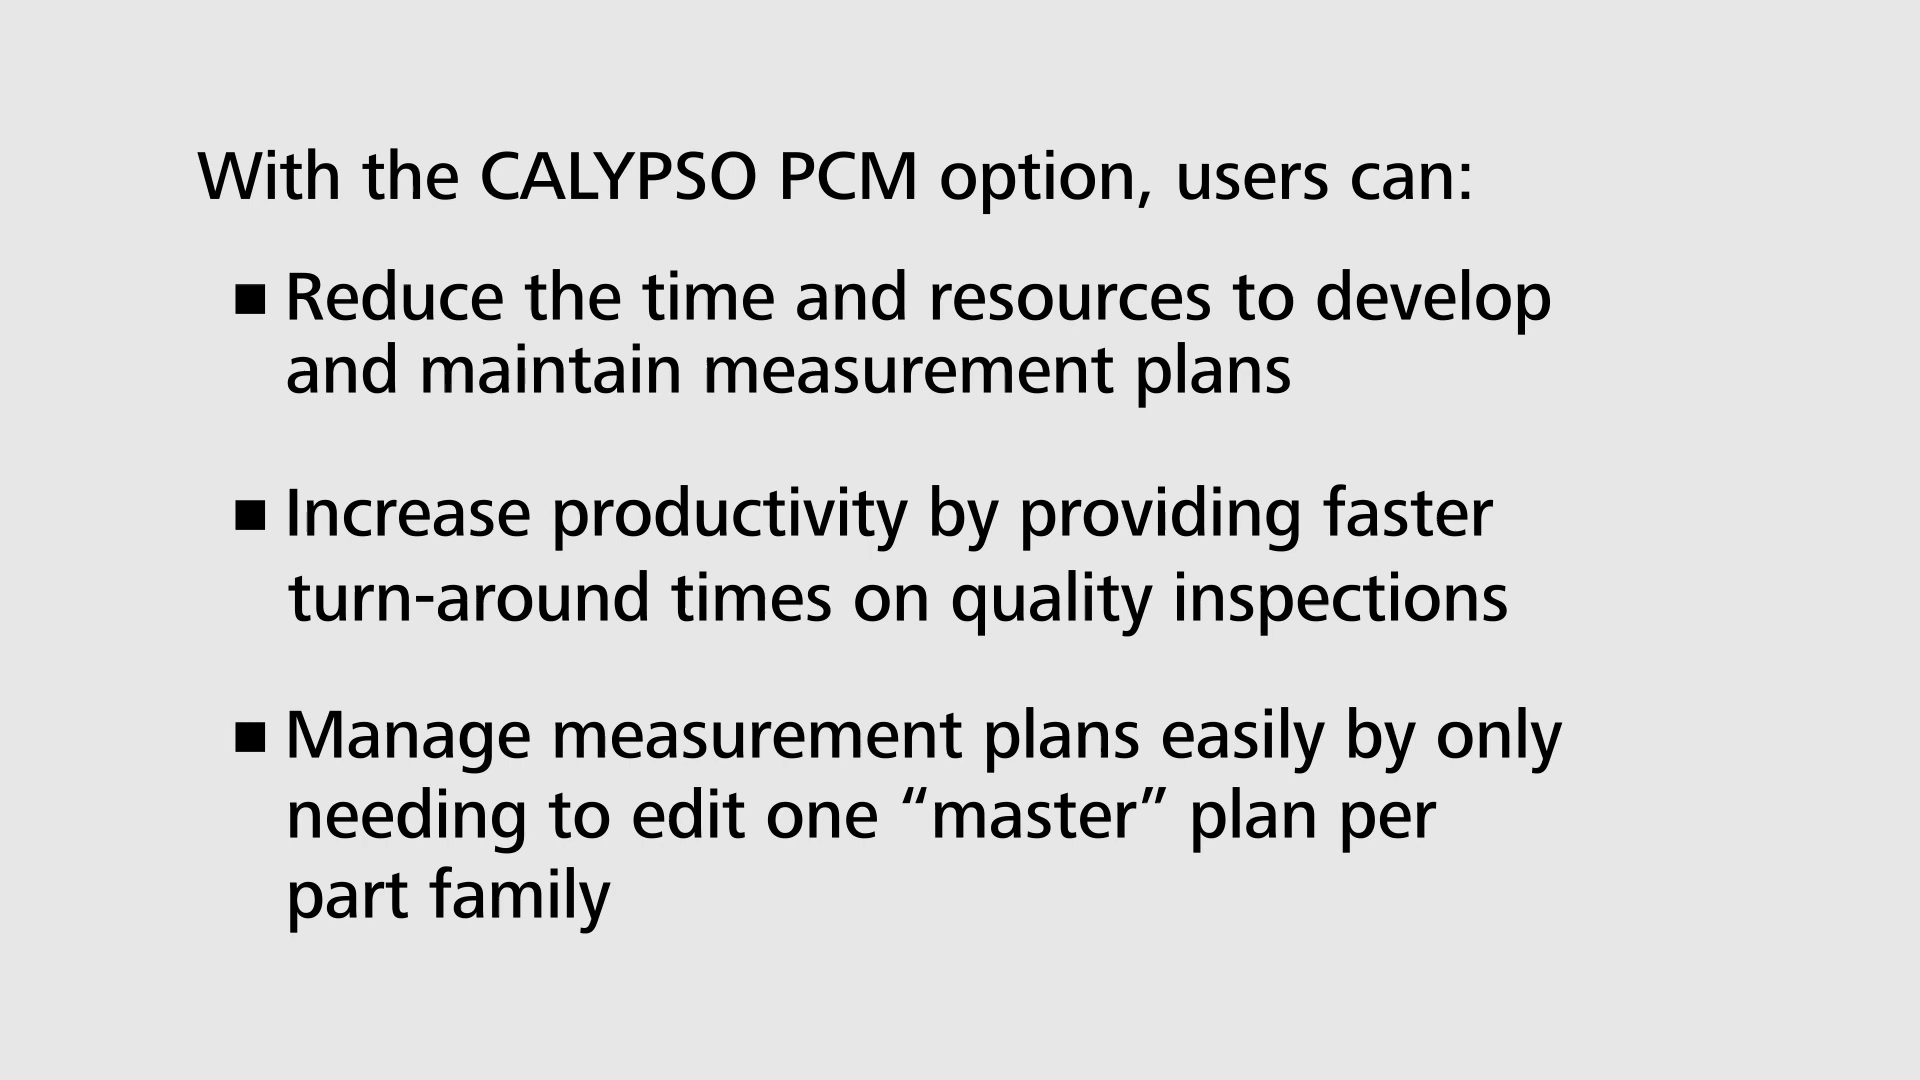 With the CALYPSO PCM option, users can:
■ Reduce the time and resources to develop
and maintain measurement plans
■ Increase productivity by providing faster
turn-around times on quality inspections
■ Manage measurement plans easily by only
needing to edit one “master” plan per
part family